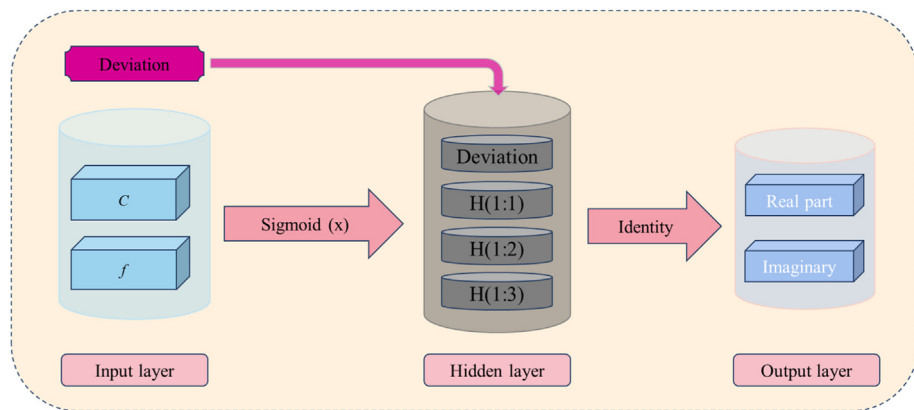 Deviation
C
f
Sigmoid (x)
Deviation
H(1:1)
H(1:2)
H(1:3)
Identity
Real part
Imaginary
Input layer
Hidden layer
Output layer